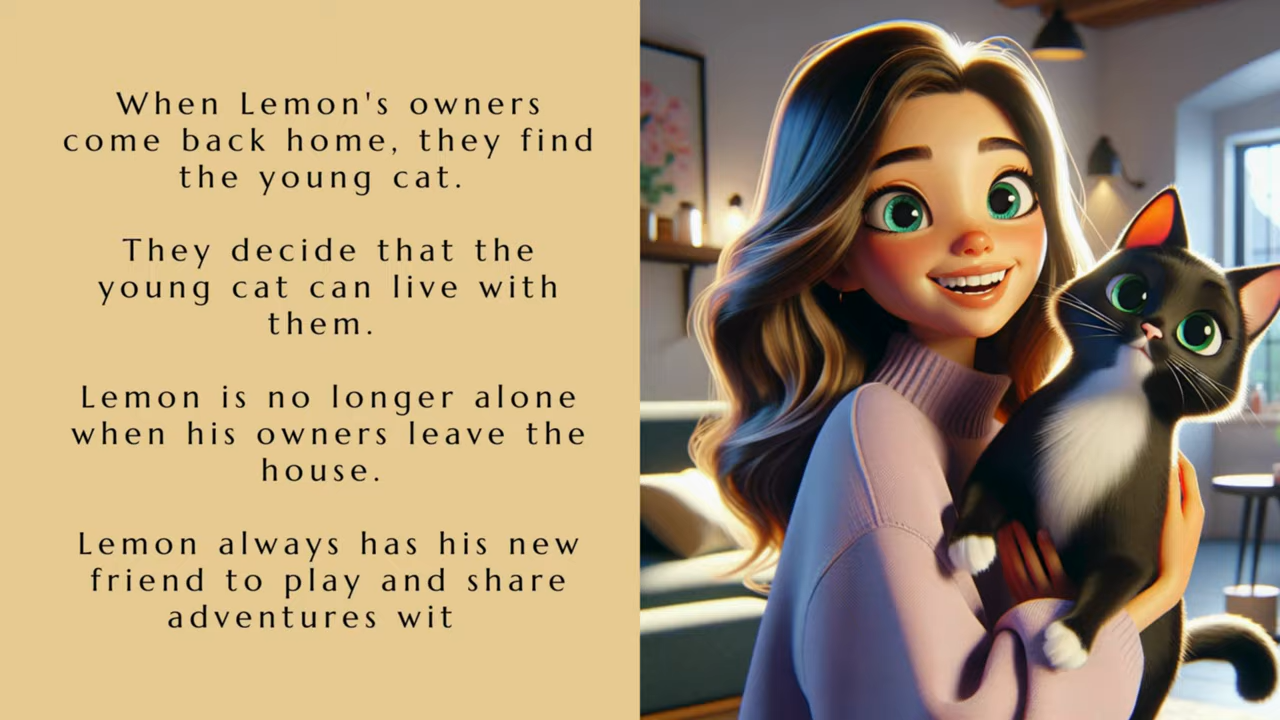 When Lemon's owners
come back home, they find
the young cat.
They decide that the
young cat can live with
them.
Lemon is no longer alone
when his owners leave the
house.
Lemon always has his new
friend to play and share
adventures wit